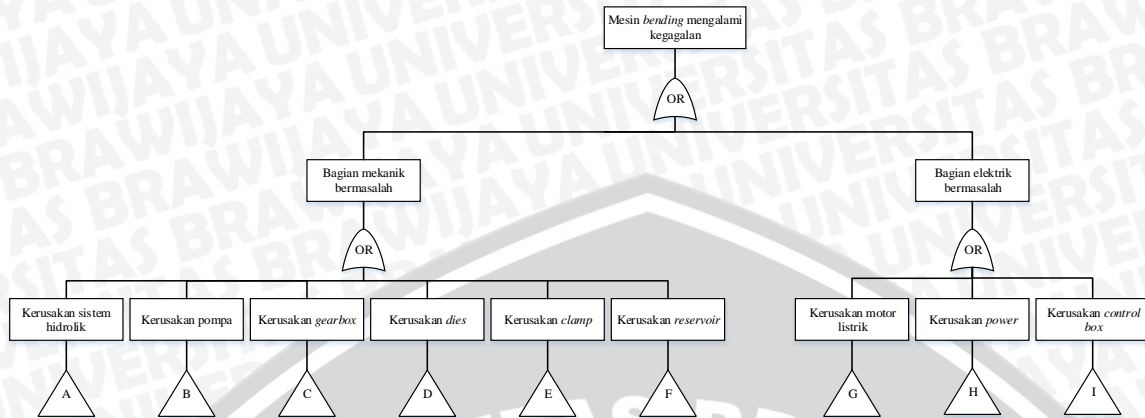 Mesin bending mengalami
kegagalan
OR
Bagian mekanik
bermasalah
Bagian elektrik
bermasalah
OR
OR
Kerusakan sistem
hidrolik
Kerusakan pompa
Kerusakan gearbox
Kerusakan dies
Kerusakan clamp
Kerusakan reservoir
Kerusakan motor
listrik
Kerusakan power
Kerusakan control
box
A
B
C
D
E
F
G
H
I